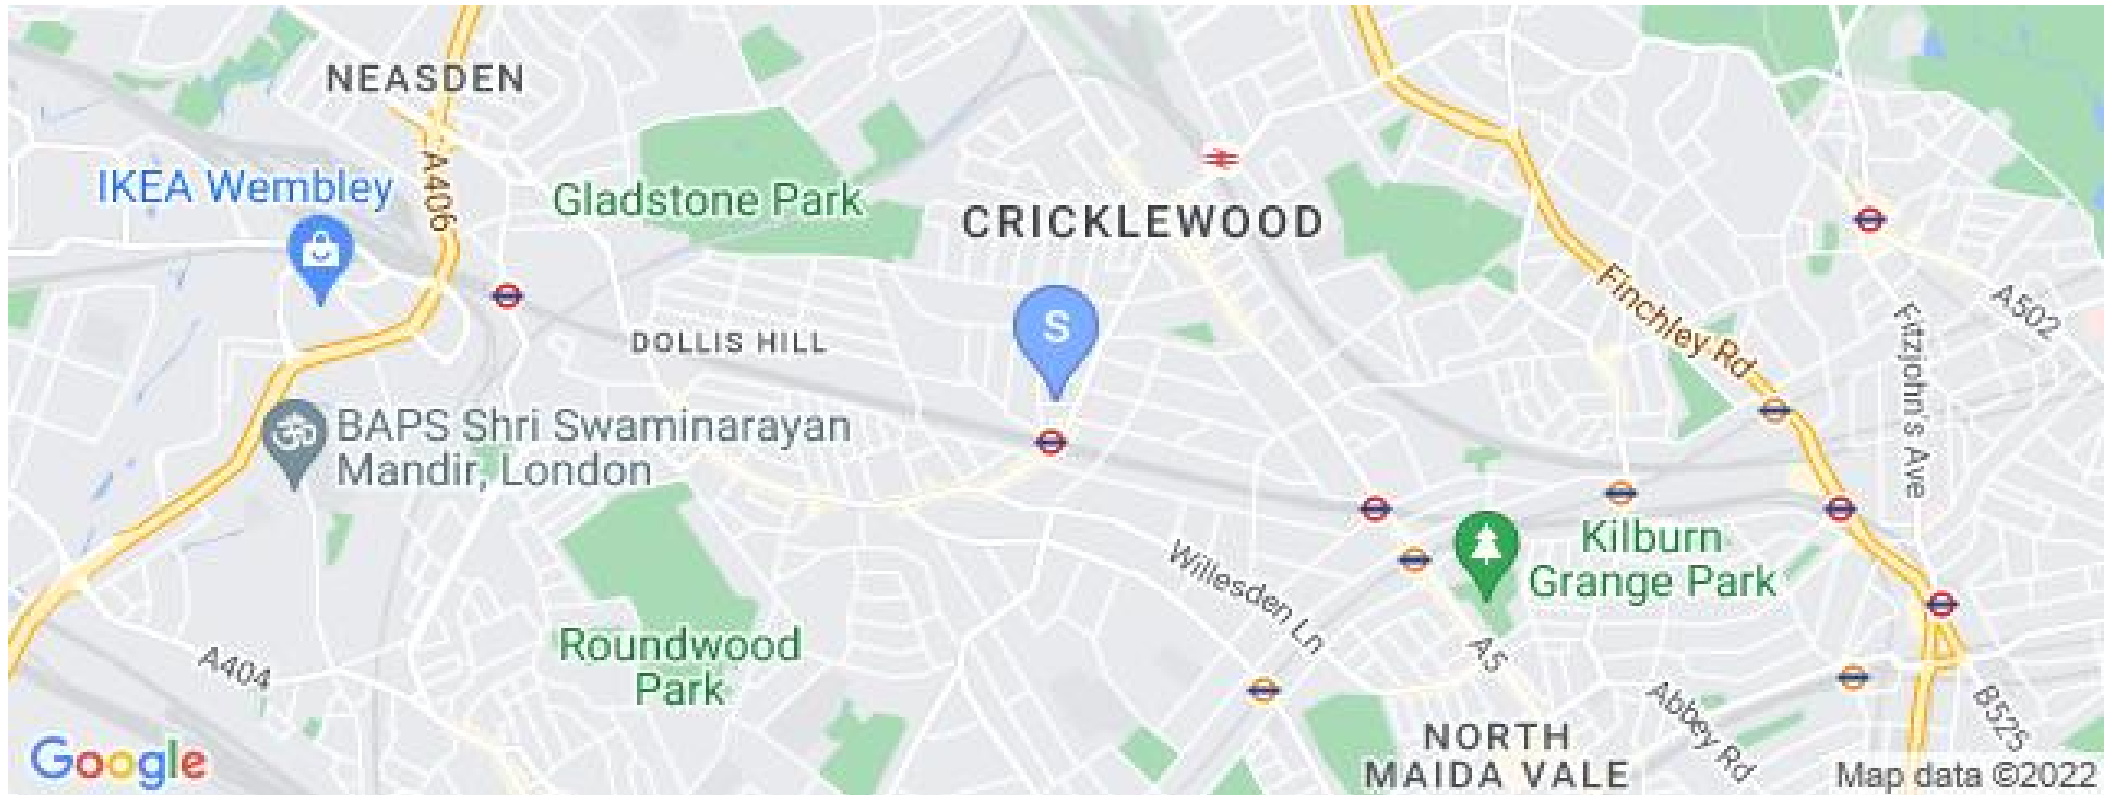 NEASDEN
A406
IKEA Wembley
Gladstone Park
CRICKLEWOOD
Finchley Rd
A502
Fitzjohn's Ave
S
DOLLIS HILL
BAPS Shri Swaminarayan
Mandir, London
Kilburn
Grange Park
Willesden Ln
A5
Roundwood
Park
A404
Abbey Rd
B525
NORTH
MAIDA VALE
Google
Map data ©2022